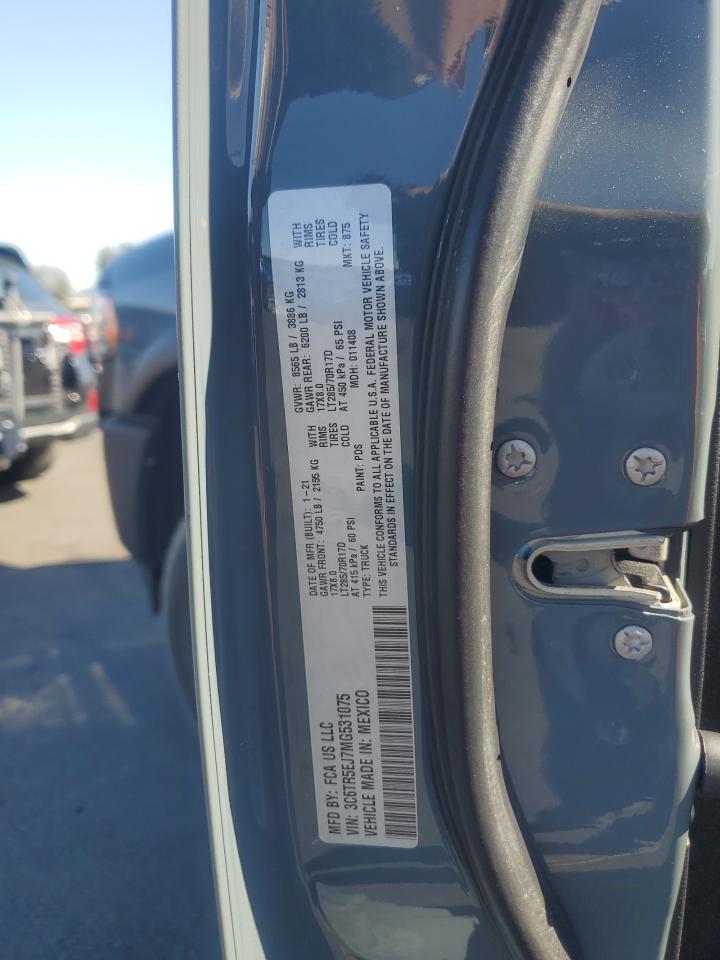 MFD BY: FCA US LLC
VIN: 3C6TR5EJ7MG531075
VEHICLE MADE IN: MEXICO
DATE OF MFR (BUILT): 1-21
GAWR FRONT: 4750 LB / 2155 KG WITH
17X8.0 RIMS
LT285/70R17D TIRES
AT 415 kPa / 60 PSI COLD
TYPE: TRUCK PAINT: PDS
GVWR: 8565 LB / 3886 KG
GAWR REAR: 6200 LB / 2813 KG WITH
17X8.0 RIMS
LT285/70R17D TIRES
AT 450 kPa / 65 PSI COLD
MDH: 011408 MKT: 875
THIS VEHICLE CONFORMS TO ALL APPLICABLE U.S.A. FEDERAL MOTOR VEHICLE SAFETY
STANDARDS IN EFFECT ON THE DATE OF MANUFACTURE SHOWN ABOVE.